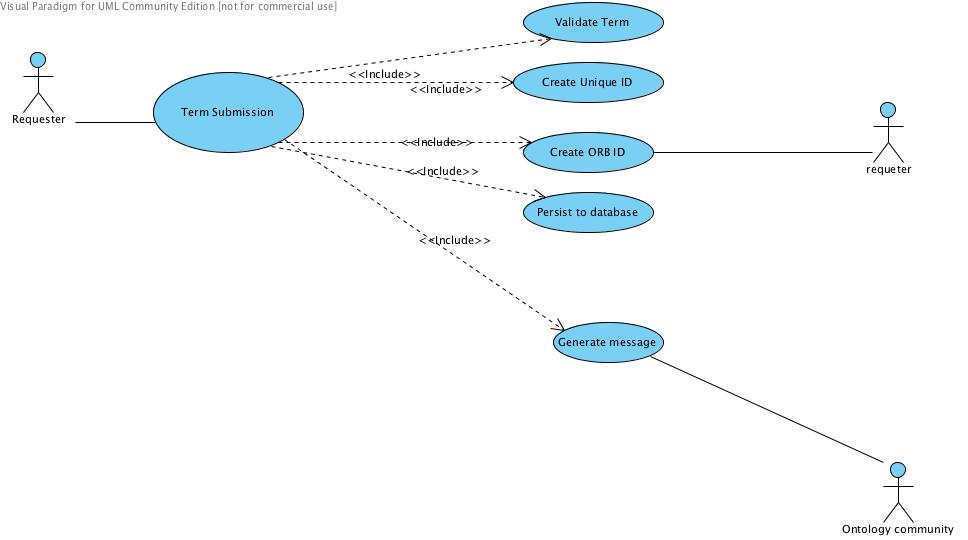 Visual Paradigm for UML Community Edition [not for commercial use]
Validate Term
<<Include>>
Create Unique ID
<<Include>>
Requester
Term Submission
<<Include>>
Create ORB ID
requeter
<<Include>>
Persist to database
<<Include>>
Generate message
Ontology community